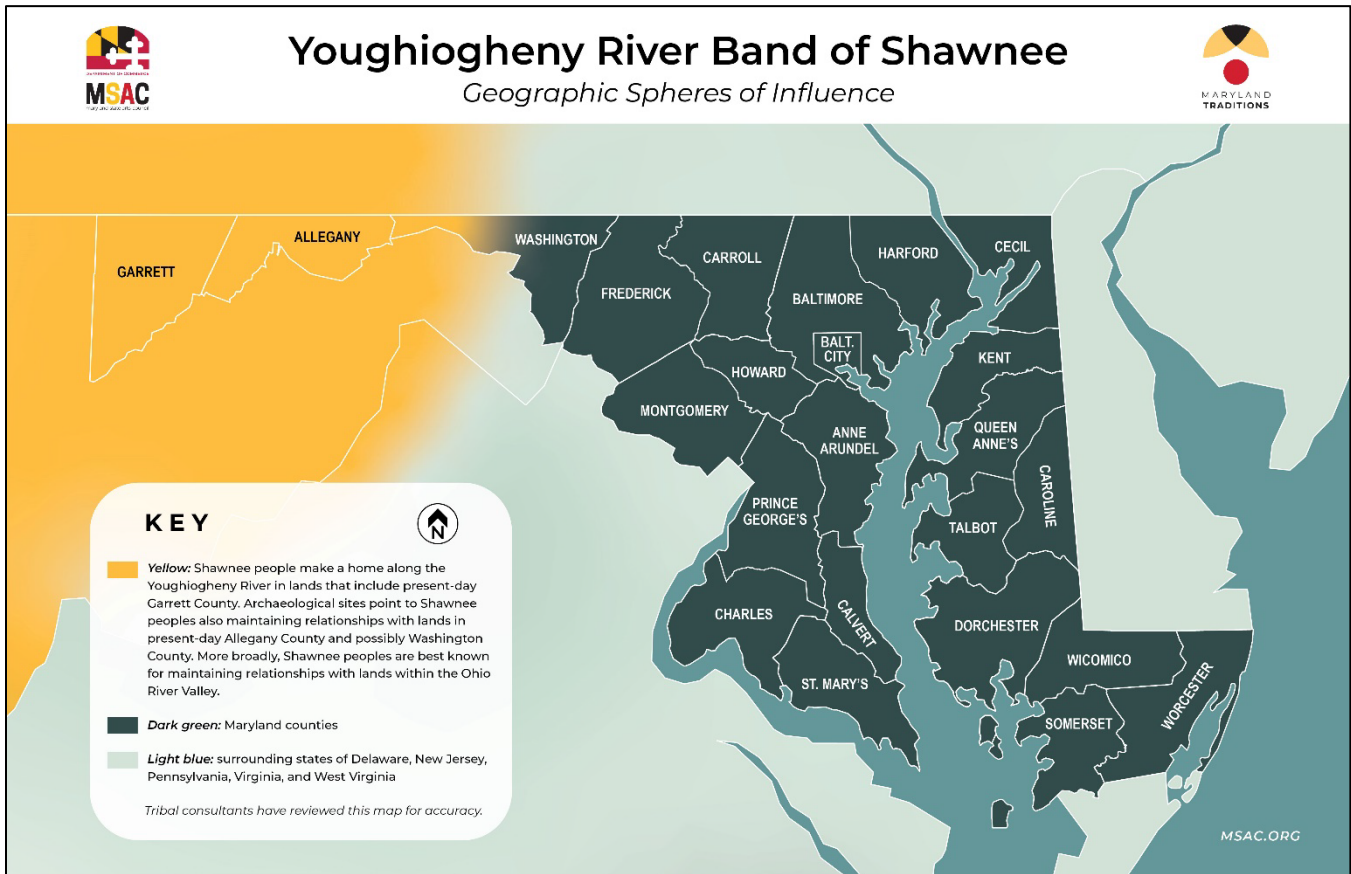 Youghiogheny River Band of Shawnee
Geographic Spheres of Influence
MSAC
Maryland State Arts Council
MARYLAND
TRADITIONS
GARRETT
ALLEGANY
WASHINGTON
FREDERICK
CARROLL
BALTIMORE
HARFORD
CECIL
BALT.
CITY
HOWARD
KENT
MONTGOMERY
ANNE
ARUNDEL
QUEEN
ANNE'S
CAROLINE
PRINCE
GEORGE'S
TALBOT
CHARLES
CALVERT
DORCHESTER
ST. MARY'S
WICOMICO
SOMERSET
WORCESTER
KEY
N
Yellow: Shawnee people make a home along the
Youghiogheny River in lands that include present-day
Garrett County. Archaeological sites point to Shawnee
peoples also maintaining relationships with lands in
present-day Allegany County and possibly Washington
County. More broadly, Shawnee peoples are best known
for maintaining relationships with lands within the Ohio
River Valley.
Dark green: Maryland counties
Light blue: surrounding states of Delaware, New Jersey,
Pennsylvania, Virginia, and West Virginia
Tribal consultants have reviewed this map for accuracy.
MSAC.ORG